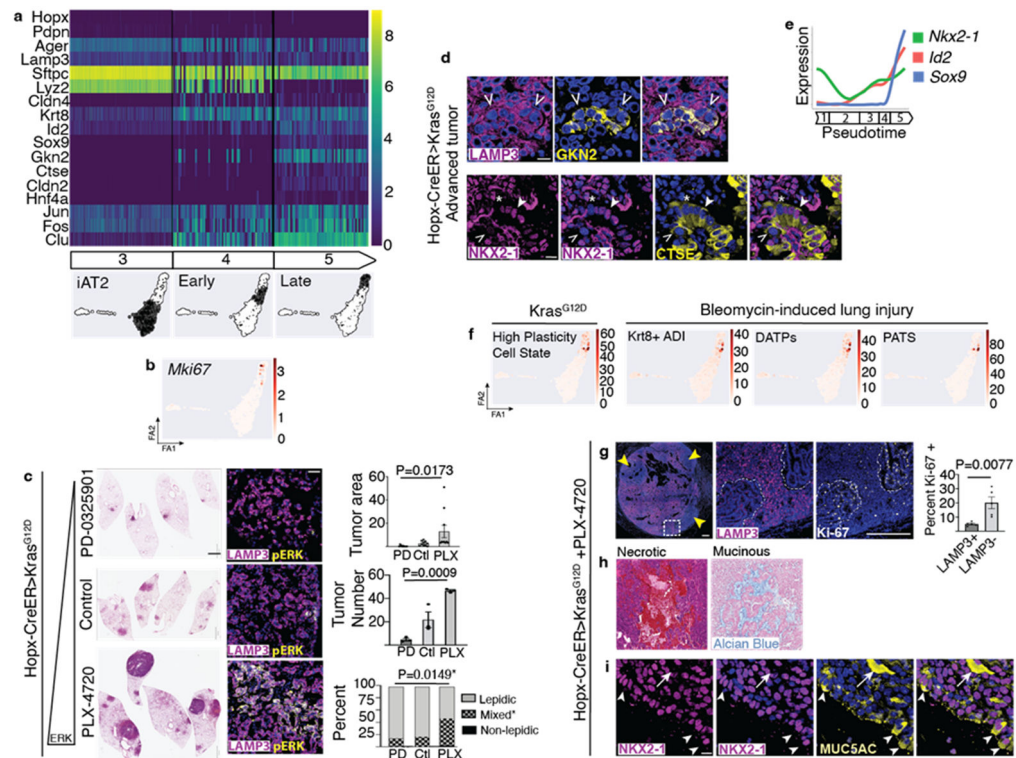 a
Hopx
Pdpn
Ager
Lamp3
Sftpc
Lyz2
Cldn4
Krt8
Id2
Sox9
Gkn2
Ctse
Cldn2
Hnf4a
Jun
Fos
Clu
8
6
4
2
0
3 4 5
iAT2 Early Late
b
Mki67
3
2
1
0
FA2
FA1
c
Hopx-CreER>KrasG12D
ERK
PD-0325901
Control
PLX-4720
LAMP3 pERK
LAMP3 pERK
LAMP3 pERK
P=0.0173
Tumor area
60
40
20
PD Ctl PLX
P=0.0009
Tumor
Number
60
40
20
PD Ctl PLX
P=0.0149*
Percent
100
75
50
25
PD Ctl PLX
Lepidic
Mixed*
Non-lepidic
d
Hopx-CreER>KrasG12D
Advanced tumor
LAMP3 GKN2
NKX2-1 NKX2-1 CTSE
* * *
e
Expression
1 2 3 4 5
Pseudotime
Nkx2-1
Id2
Sox9
f
KrasG12D Bleomycin-induced lung injury
High Plasticity
Cell State
60
50
40
30
20
10
0
Krt8+ ADI
40
30
20
10
0
DATPs
40
30
20
10
0
PATS
80
60
40
20
0
FA2
FA1
Hopx-CreER>KrasG12D +PLX-4720
g
LAMP3 Ki-67
P=0.0077
Percent Ki-67 +
40
30
20
10
0
LAMP3+
LAMP3-
h
Necrotic Mucinous
Alcian Blue
i
NKX2-1 NKX2-1 MUC5AC